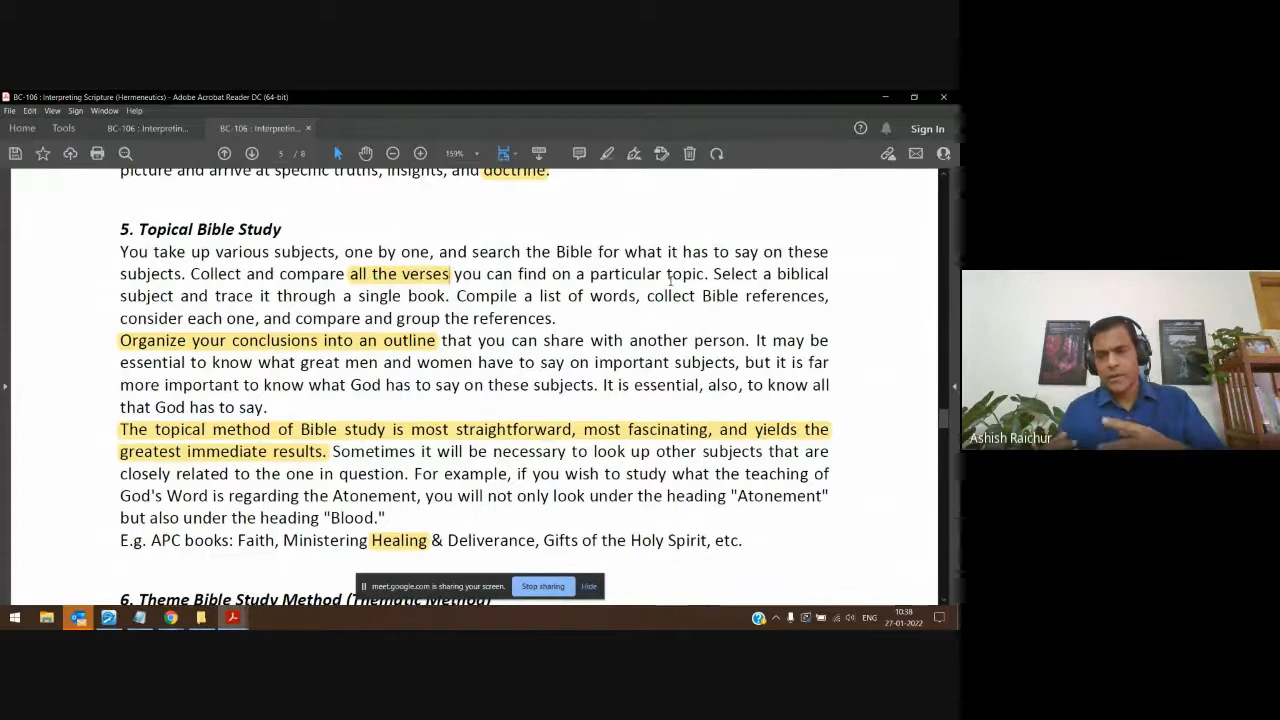 BC-106 : Interpreting Scripture (Hermeneutics) - Adobe Acrobat Reader DC (64-bit)
File Edit View Sign Window Help
Home Tools BC-106 : Interpretin... BC-106 : Interpretin... × Sign In
5 / 8 159%
picture and arrive at specific truths, insights, and doctrine.
5. Topical Bible Study
You take up various subjects, one by one, and search the Bible for what it has to say on these
subjects. Collect and compare all the verses you can find on a particular topic. Select a biblical
subject and trace it through a single book. Compile a list of words, collect Bible references,
consider each one, and compare and group the references.
Organize your conclusions into an outline that you can share with another person. It may be
essential to know what great men and women have to say on important subjects, but it is far
more important to know what God has to say on these subjects. It is essential, also, to know all
that God has to say.
The topical method of Bible study is most straightforward, most fascinating, and yields the
greatest immediate results. Sometimes it will be necessary to look up other subjects that are
closely related to the one in question. For example, if you wish to study what the teaching of
God's Word is regarding the Atonement, you will not only look under the heading "Atonement"
but also under the heading "Blood."
E.g. APC books: Faith, Ministering Healing & Deliverance, Gifts of the Holy Spirit, etc.
meet.google.com is sharing your screen. Stop sharing Hide
6. Theme Bible Study Method (Thematic Method)
ENG 10:38
27-01-2022
Ashish Raichur